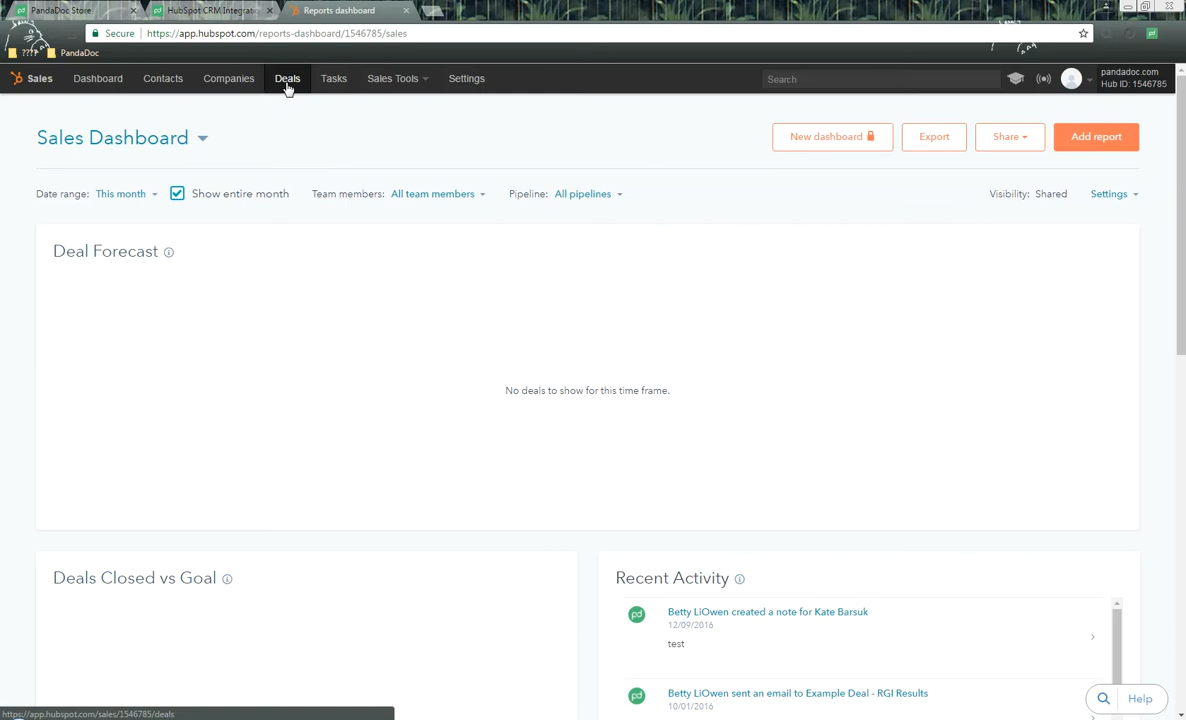 PandaDoc Store
HubSpot CRM Integratio
Reports dashboard
Secure
https://app.hubspot.com/reports-dashboard/1546785/sales
????
PandaDoc
Sales
Dashboard
Contacts
Companies
Deals
Tasks
Sales Tools
Settings
Search
pandadoc.com
Hub ID: 1546785
Sales Dashboard
New dashboard
Export
Share
Add report
Date range: This month
Show entire month
Team members: All team members
Pipeline: All pipelines
Visibility: Shared
Settings
Deal Forecast
No deals to show for this time frame.
Deals Closed vs Goal
Recent Activity
pd
Betty LiOwen created a note for Kate Barsuk
12/09/2016
test
pd
Betty LiOwen sent an email to Example Deal - RGI Results
10/01/2016
Help
https://app.hubspot.com/sales/1546785/deals